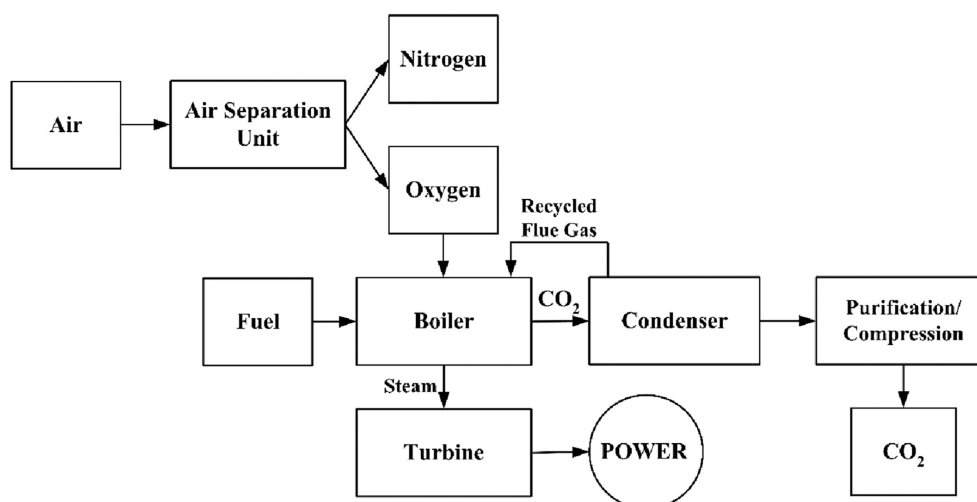 Nitrogen
Air
Air Separation
Unit
Oxygen
Recycled
Flue Gas
Fuel
Boiler
CO₂
Condenser
Purification/
Compression
Steam
Turbine
POWER
CO₂